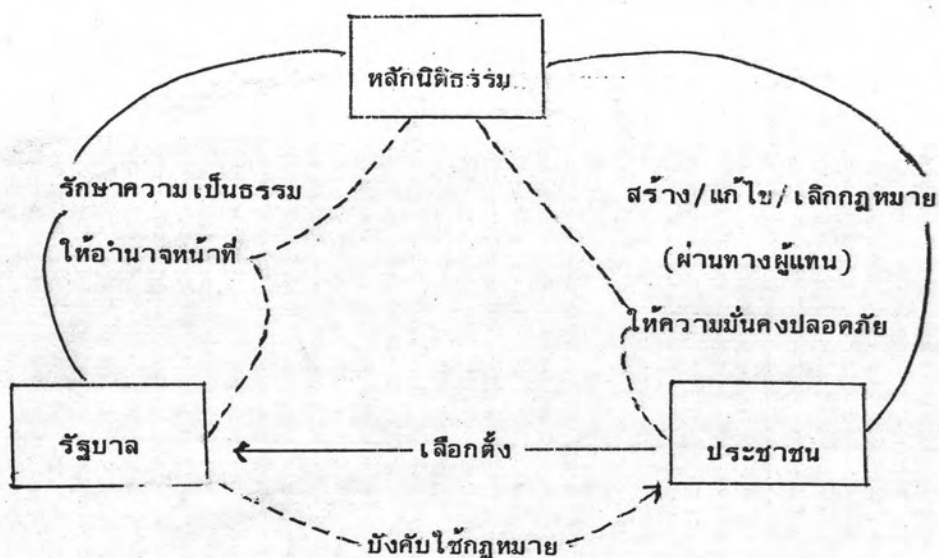 หลักนิติธรรม
รักษาความเป็นธรรม
ให้อำนาจหน้าที่
สร้าง/แก้ไข/เลิกกฎหมาย
(ผ่านทางผู้แทน)
ให้ความมั่นคงปลอดภัย
รัฐบาล
เลือกตั้ง
ประชาชน
บังคับใช้กฎหมาย